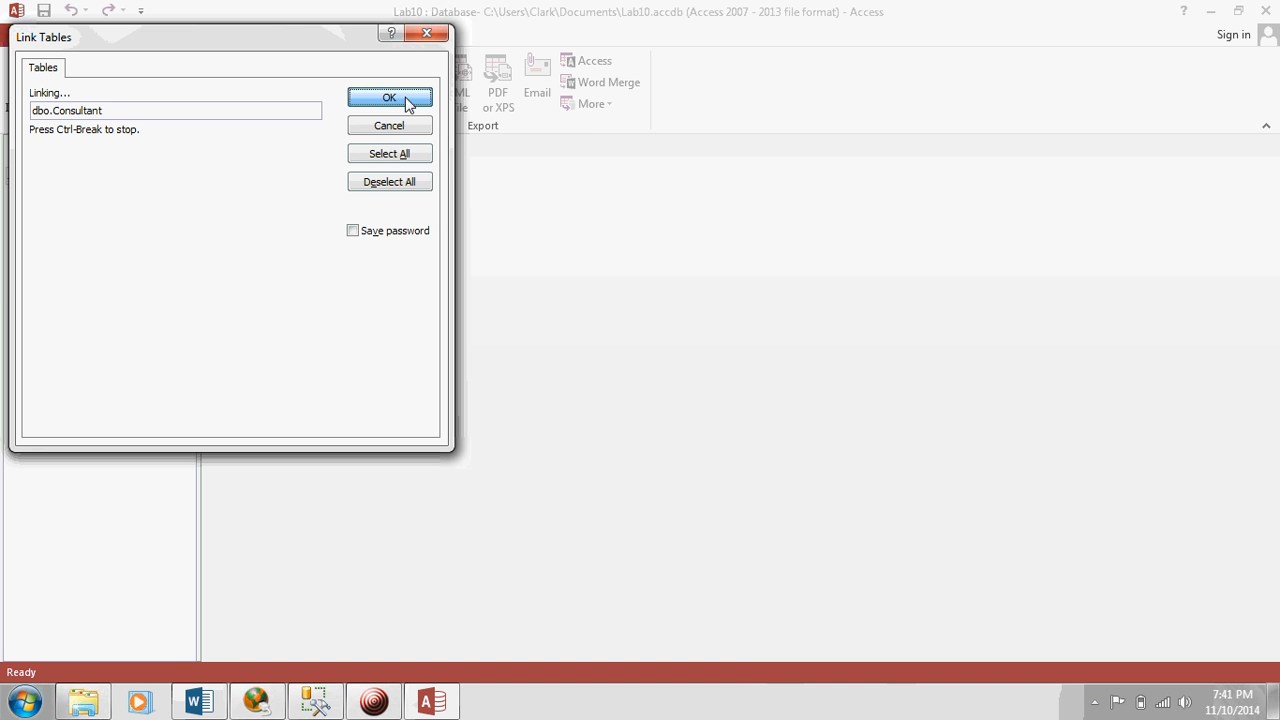 Lab10 : Database- C:\Users\Clark\Documents\Lab10.accdb (Access 2007 - 2013 file format) - Access
?
Sign in
Link Tables
?
Tables
Linking...
dbo.Consultant
Press Ctrl-Break to stop.
OK
Cancel
Select All
Deselect All
Save password
PDF
or XPS
Email
Access
Word Merge
More
Export
Ready
7:41 PM
11/10/2014